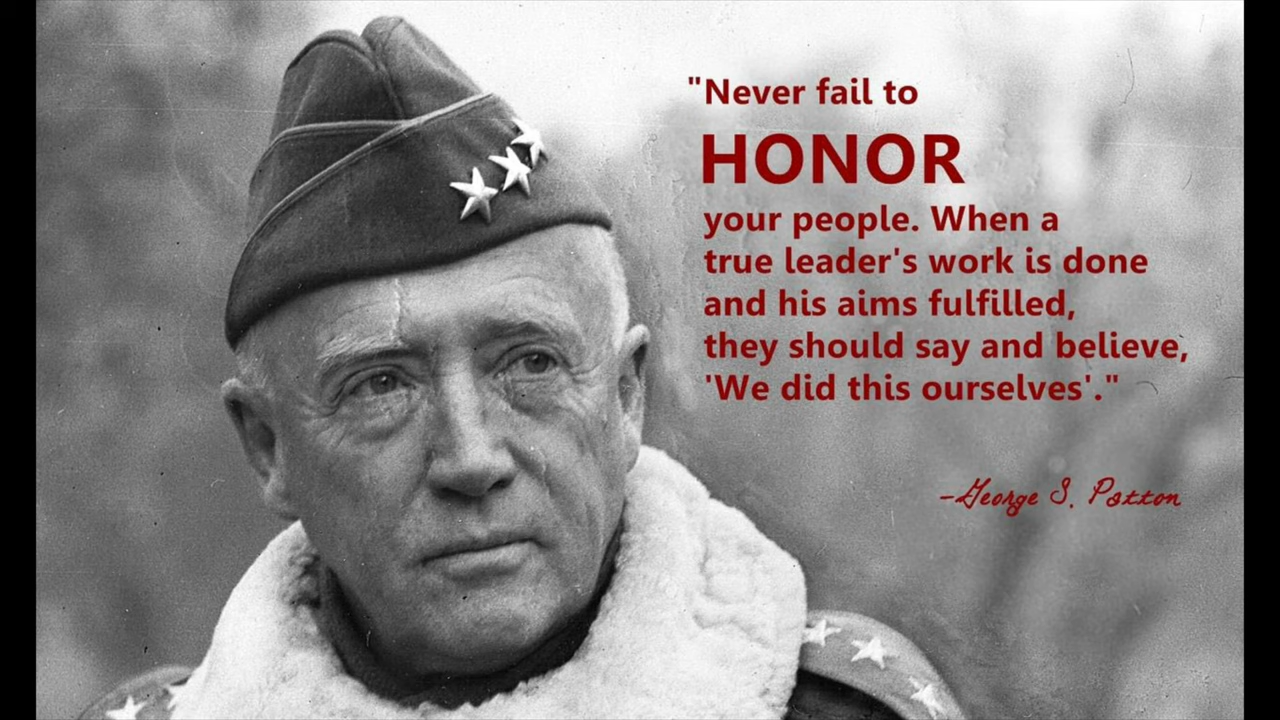 "Never fail to
HONOR
your people. When a
true leader's work is done
and his aims fulfilled,
they should say and believe,
'We did this ourselves'."
-George S. Patton